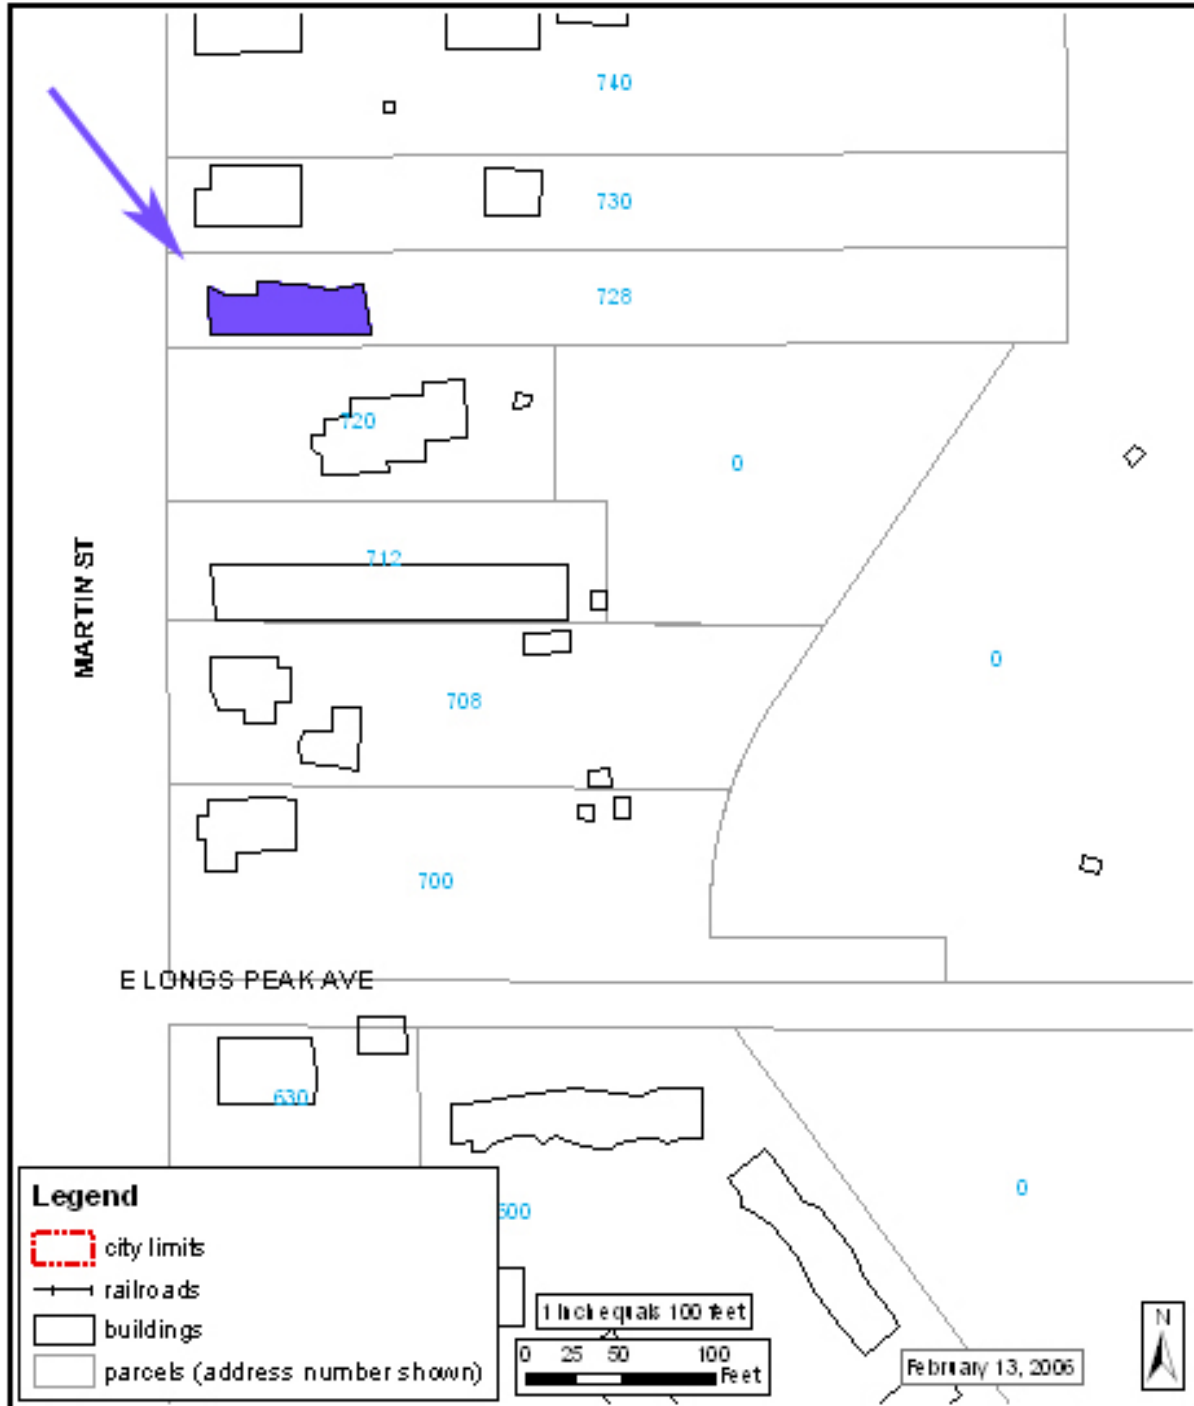 740
730
728
720
0
712
MARTIN ST
0
708
700
E LONGS PEAK AVE
630
0
Legend
city limits
railroads
buildings
parcels (address number shown)
1 Inch equals 100 feet
0 25 50 100
Feet
February 13, 2006
N